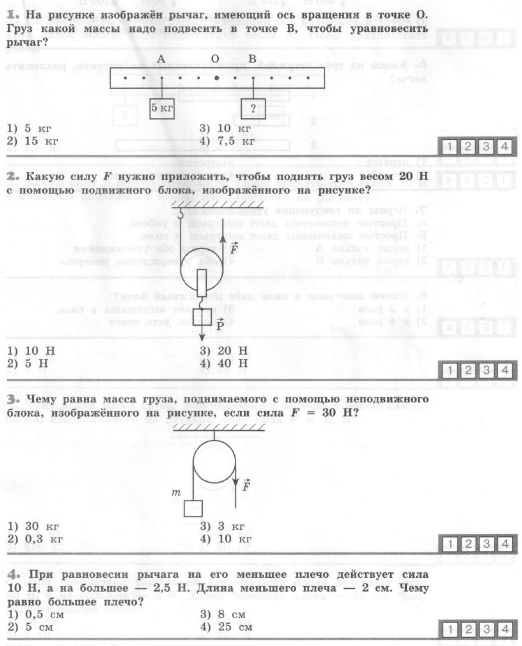 1. На рисунке изображён рычаг, имеющий ось вращения в точке О.
Груз какой массы надо подвесить в точке В, чтобы уравновесить
рычаг?
А О В
5 кг ?
1) 5 кг 3) 10 кг
2) 15 кг 4) 7,5 кг
1 2 3 4
2. Какую силу F нужно приложить, чтобы поднять груз весом 20 Н
с помощью подвижного блока, изображённого на рисунке?
F
P
1) 10 Н 3) 20 Н
2) 5 Н 4) 40 Н
1 2 3 4
3. Чему равна масса груза, поднимаемого с помощью неподвижного
блока, изображённого на рисунке, если сила F = 30 Н?
m F
1) 30 кг 3) 3 кг
2) 0,3 кг 4) 10 кг
1 2 3 4
4. При равновесии рычага на его меньшее плечо действует сила
10 Н, а на большее — 2,5 Н. Длина меньшего плеча — 2 см. Чему
равно большее плечо?
1) 0,5 см 3) 8 см
2) 5 см 4) 25 см
1 2 3 4